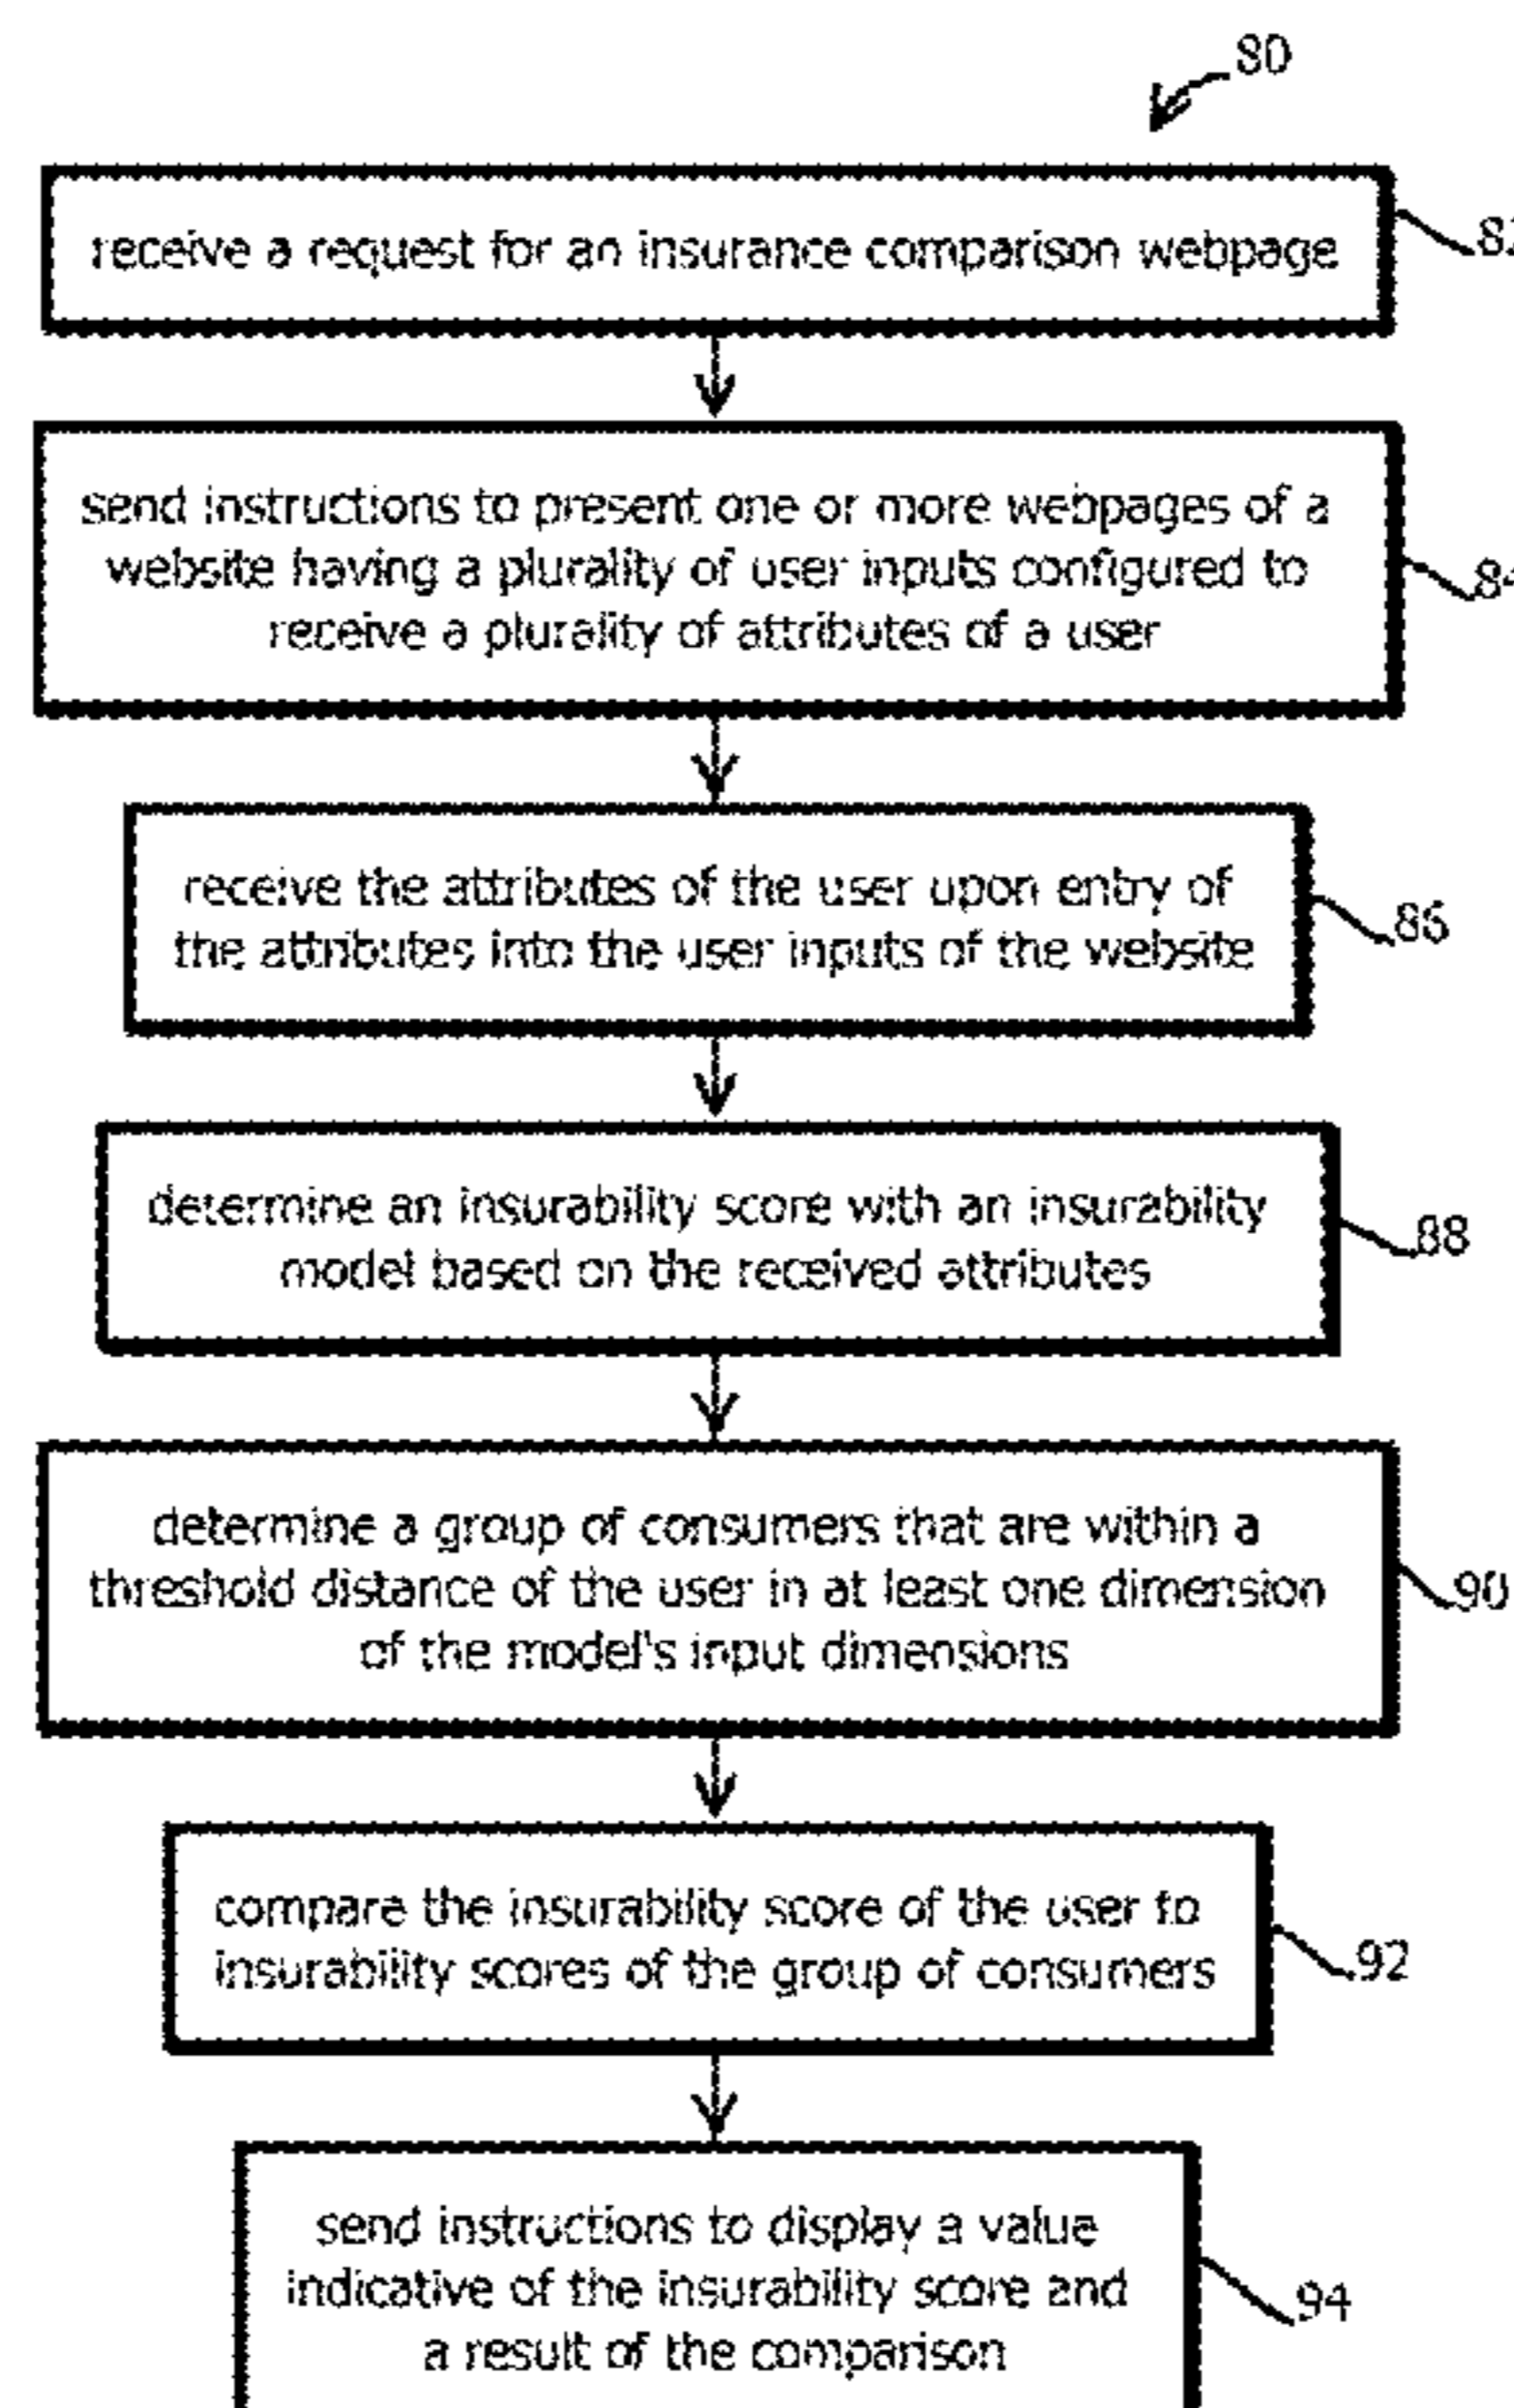 80
receive a request for an insurance comparison webpage
send instructions to present one or more webpages of a
website having a plurality of user inputs configured to
receive a plurality of attributes of a user
receive the attributes of the user upon entry of
the attributes into the user inputs of the website
86
determine an insurability score with an insurability
model based on the received attributes
88
determine a group of consumers that are within a
threshold distance of the user in at least one dimension
of the model's input dimensions
90
compare the insurability score of the user to
insurability scores of the group of consumers
92
send instructions to display a value
indicative of the insurability score and
a result of the comparison
94